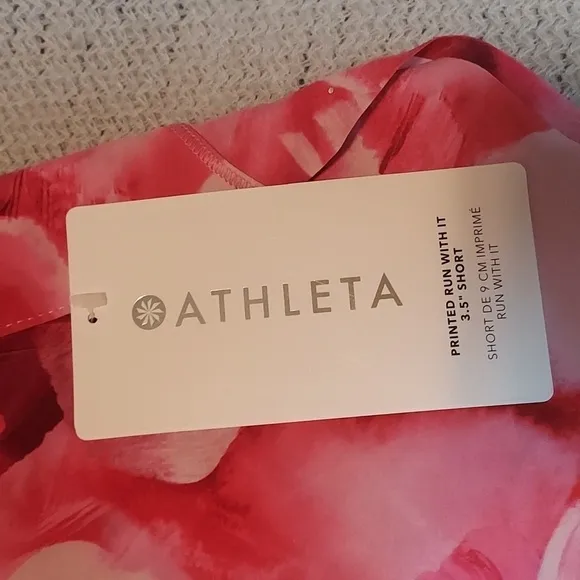 ATHLETA
PRINTED RUN WITH IT
3.5" SHORT
SHORT DE 9 CM IMPRIMÉ
RUN WITH IT